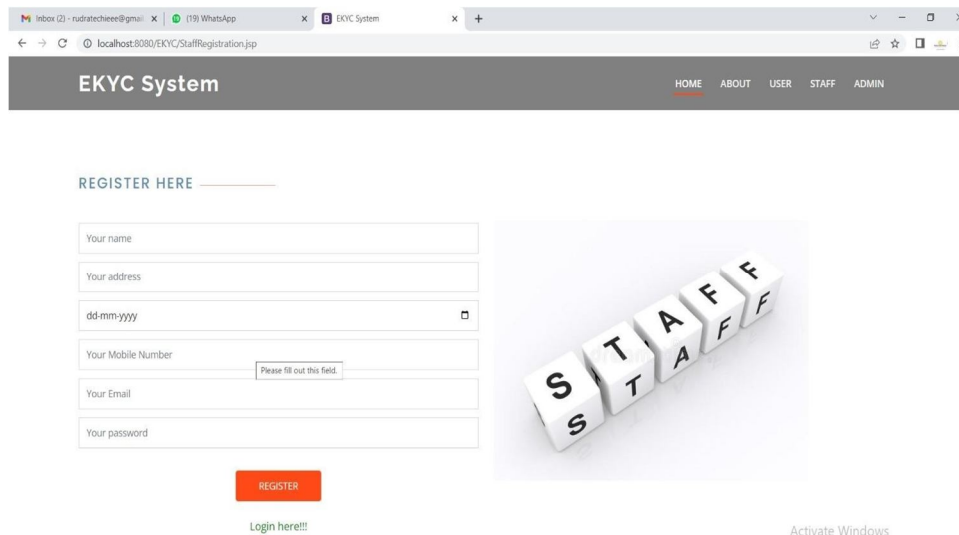 Inbox (2) - rudratechieee@gmail
(19) WhatsApp
EKYC System
localhost:8080/EKYC/StaffRegistration.jsp
EKYC System
HOME ABOUT USER STAFF ADMIN
REGISTER HERE
Your name
Your address
dd-mm-yyyy
Your Mobile Number
Please fill out this field.
Your Email
Your password
REGISTER
Login here!!!
STAFF
STAFF
Activate Windows